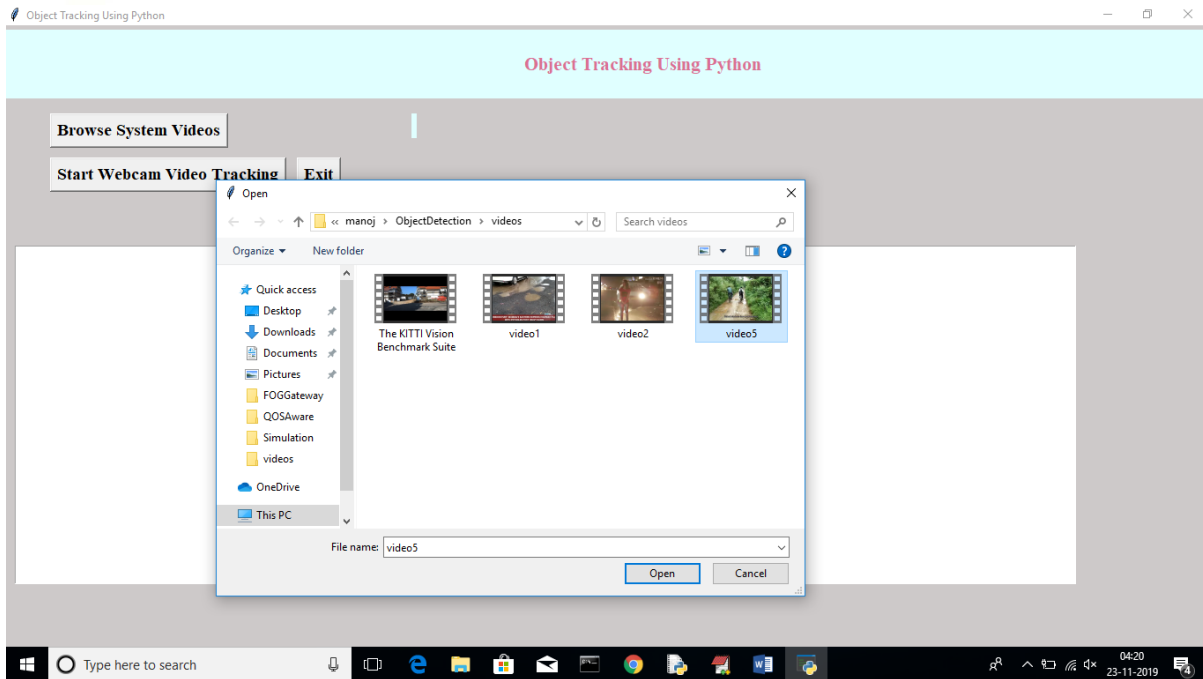 Object Tracking Using Python
Object Tracking Using Python
Browse System Videos
Start Webcam Video Tracking
Exit
Open
« manoj › ObjectDetection › videos
Search videos
Organize
New folder
Quick access
Desktop
Downloads
Documents
Pictures
FOGGateway
QOSAware
Simulation
videos
OneDrive
This PC
The KITTI Vision
Benchmark Suite
video1
video2
video5
File name: video5
Open
Cancel
Type here to search
04:20
23-11-2019
4